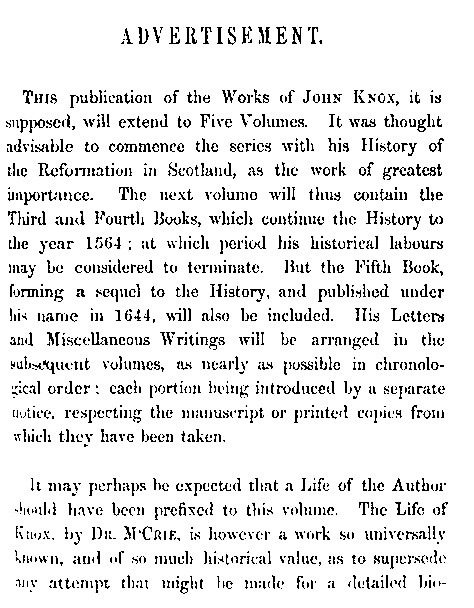 ADVERTISEMENT.
This publication of the Works of John Knox, it is
supposed, will extend to Five Volumes. It was thought
advisable to commence the series with his History of
the Reformation in Scotland, as the work of greatest
importance. The next volume will thus contain the
Third and Fourth Books, which continue the History to
the year 1564; at which period his historical labours
may be considered to terminate. But the Fifth Book,
forming a sequel to the History, and published under
his name in 1644, will also be included. His Letters
and Miscellaneous Writings will be arranged in the
subsequent volumes, as nearly as possible in chronolo-
gical order; each portion being introduced by a separate
notice, respecting the manuscript or printed copies from
which they have been taken.
It may perhaps be expected that a Life of the Author
should have been prefixed to this volume. The Life of
Knox, by Dr. M'Crie, is however a work so universally
known, and of so much historical value, as to supersede
any attempt that might be made for a detailed bio-